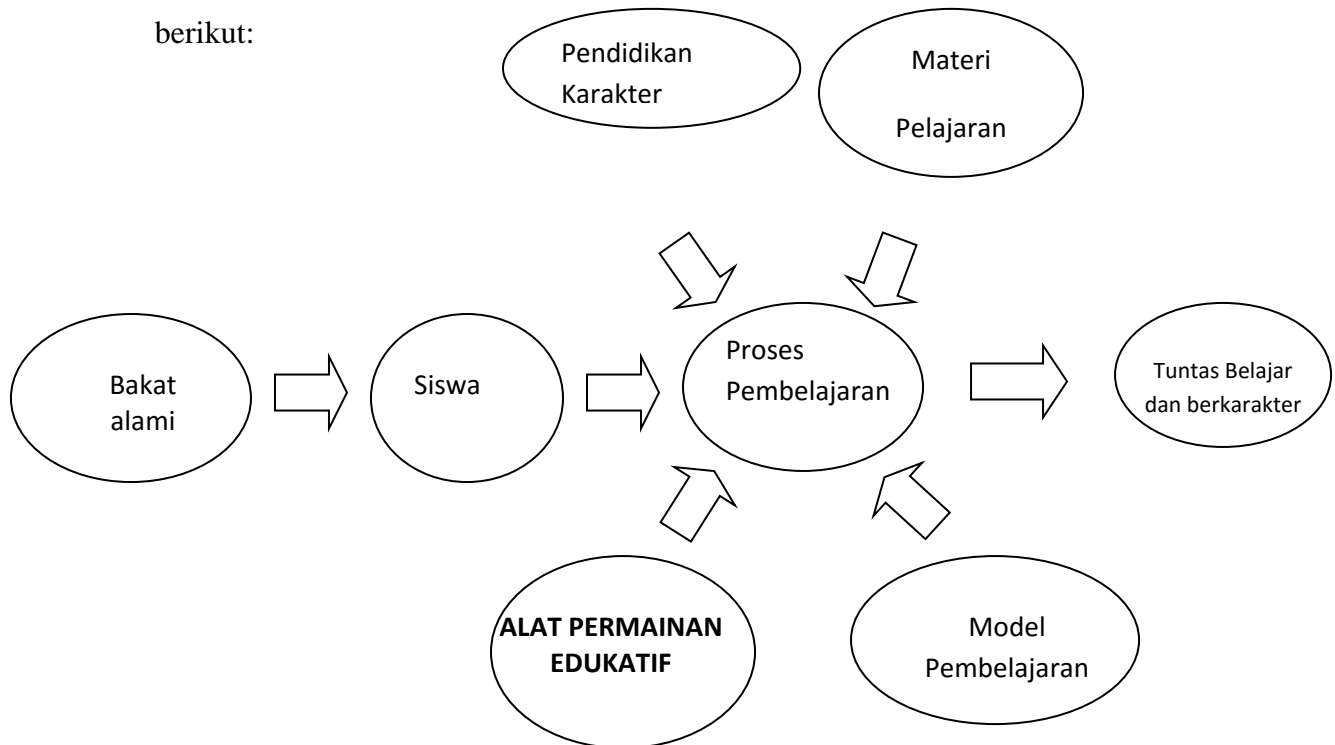 berikut:
Pendidikan
Karakter
Materi
Pelajaran
Bakat
alami
Siswa
Proses
Pembelajaran
Tuntas Belajar
dan berkarakter
ALAT PERMAINAN
EDUKATIF
Model
Pembelajaran